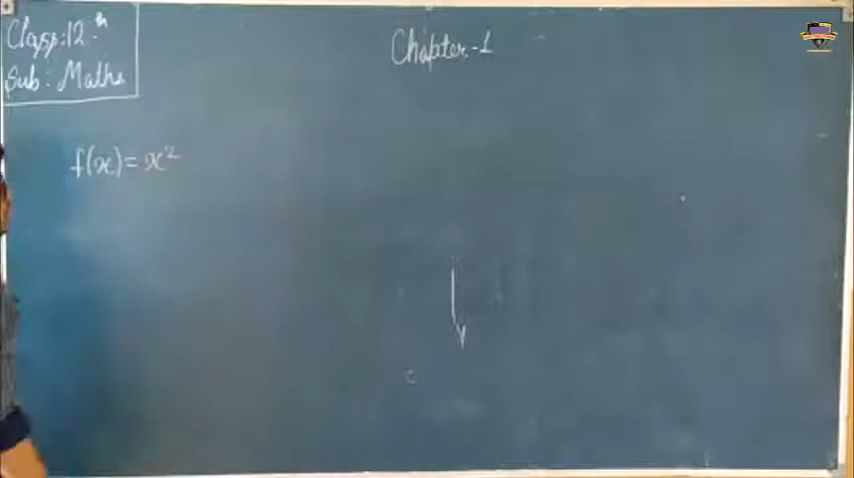 Class:12th
Sub: Maths
Chapter-1
f(x)=x²